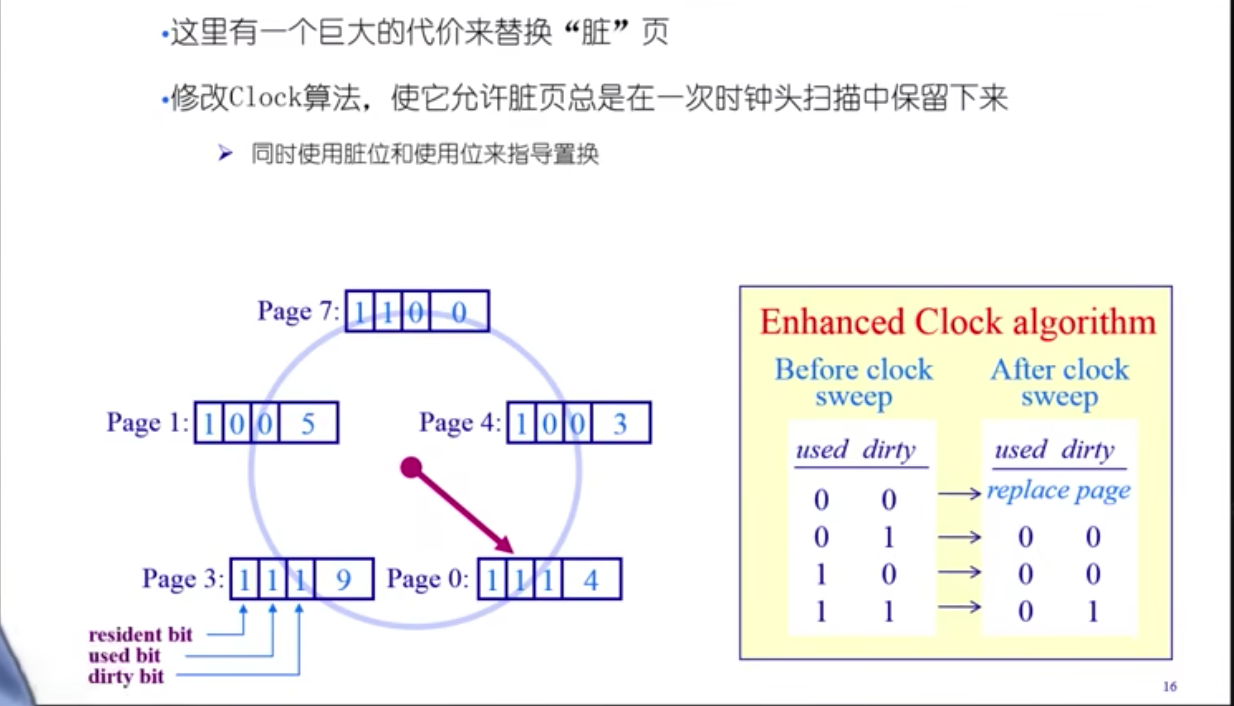 •这里有一个巨大的代价来替换“脏”页
•修改Clock算法，使它允许脏页总是在一次时钟头扫描中保留下来
➢ 同时使用脏位和使用位来指导置换
Page 7: 1 1 0 0
Page 1: 1 0 0 5
Page 4: 1 0 0 3
Page 3: 1 1 1 9
Page 0: 1 1 1 4
resident bit
used bit
dirty bit
Enhanced Clock algorithm
Before clock sweep
After clock sweep
used dirty
used dirty
0 0 → replace page
0 1 → 0 0
1 0 → 0 0
1 1 → 0 1
16